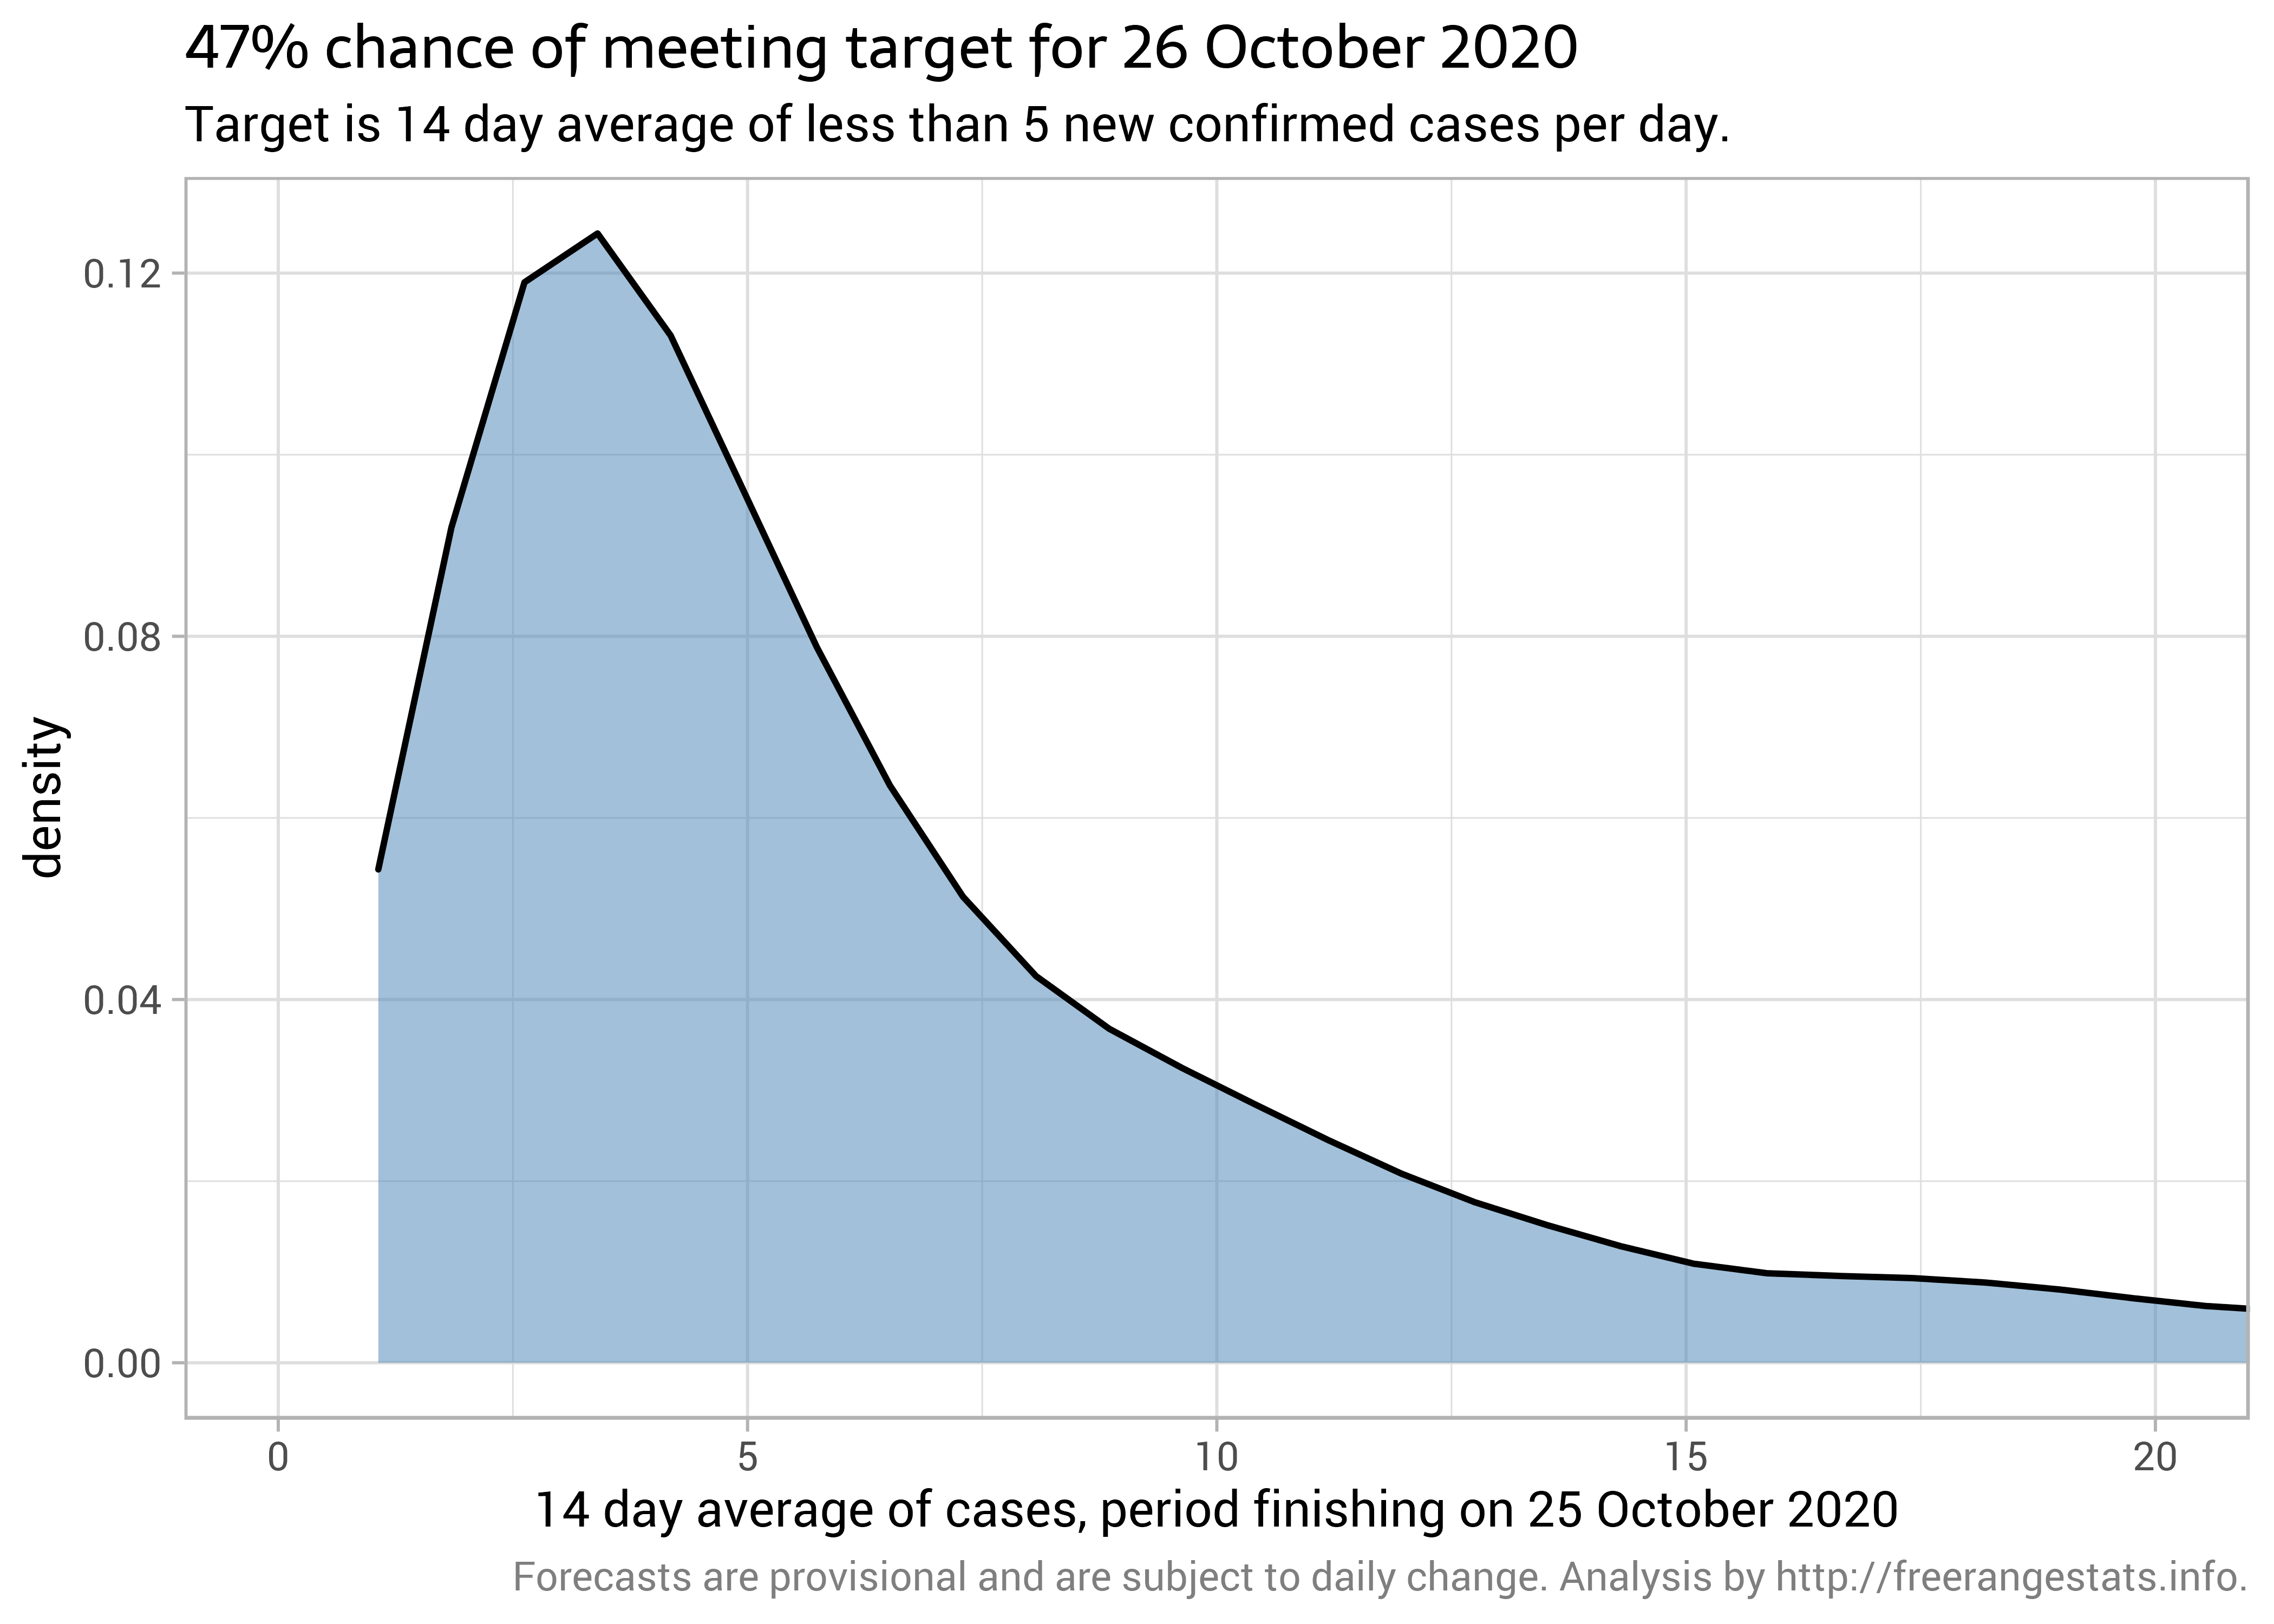 47% chance of meeting target for 26 October 2020
Target is 14 day average of less than 5 new confirmed cases per day.
0.12
0.08
0.04
0.00
density
0 5 10 15 20
14 day average of cases, period finishing on 25 October 2020
Forecasts are provisional and are subject to daily change. Analysis by http://freerangestats.info.